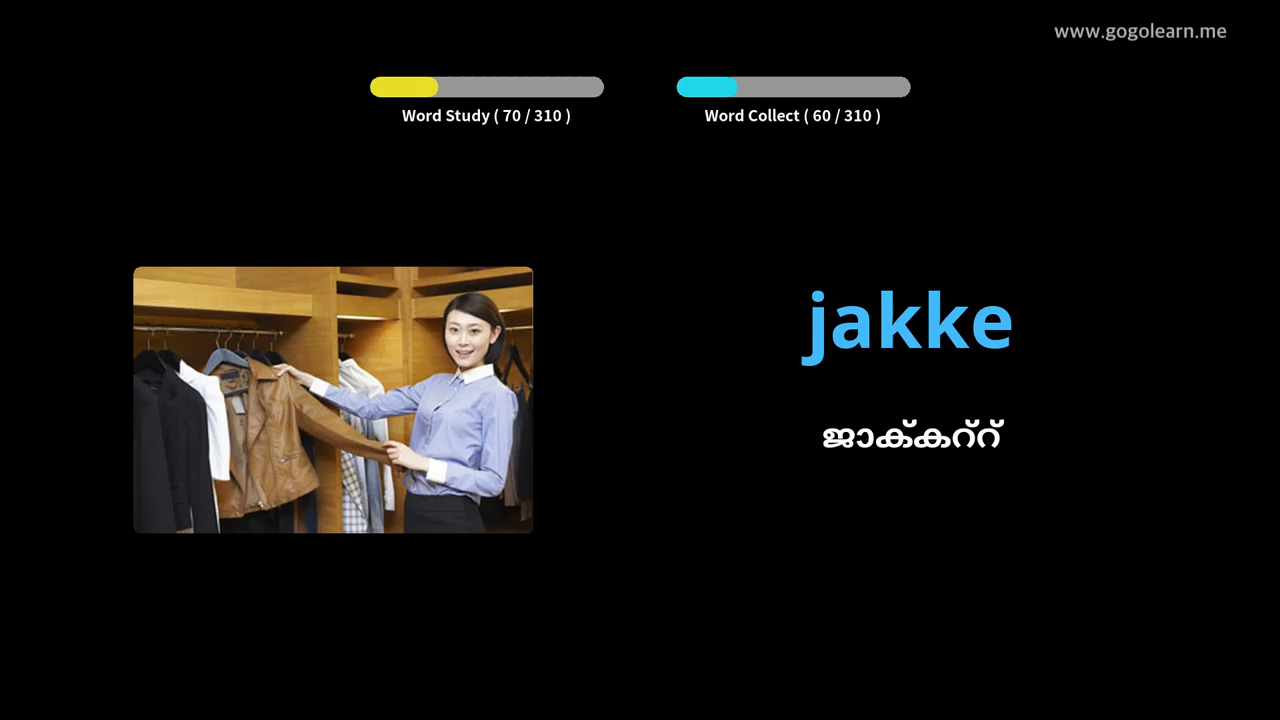 www.gogolearn.me
Word Study ( 70 / 310 )
Word Collect ( 60 / 310 )
jakke
ജാക്കറ്റ്